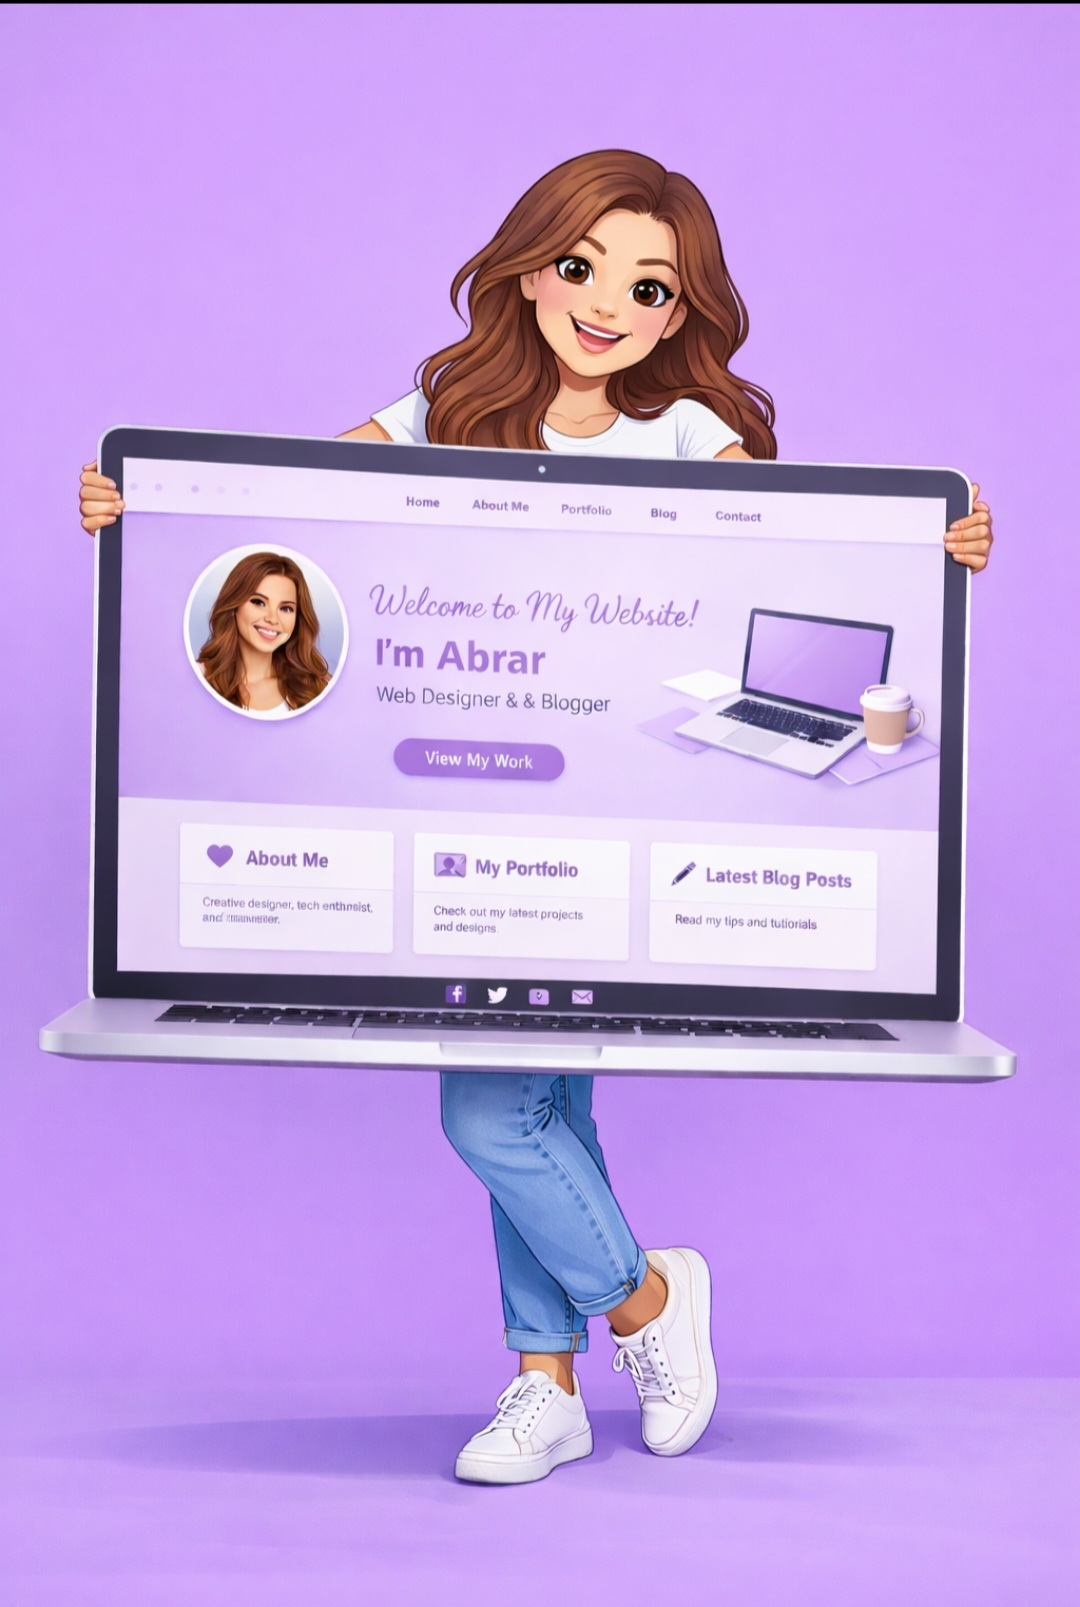 Home About Me Portfolio Blog Contact
Welcome to My Website!
I'm Abrar
Web Designer & & Blogger
View My Work
About Me
Creative designer, tech enthnsist,
and
My Portfolio
Check out my latest projects
and designs
Latest Blog Posts
Read my tips and tutiorials
f